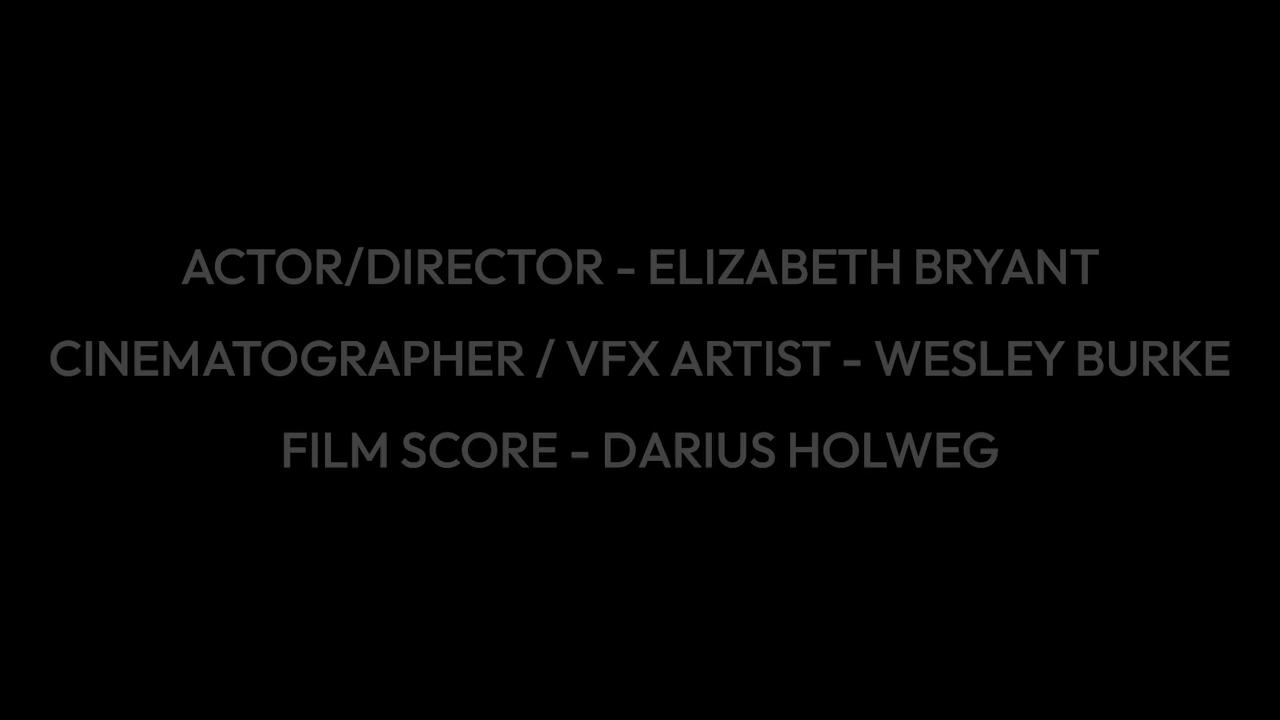 ACTOR/DIRECTOR - ELIZABETH BRYANT
CINEMATOGRAPHER / VFX ARTIST - WESLEY BURKE
FILM SCORE - DARIUS HOLWEG